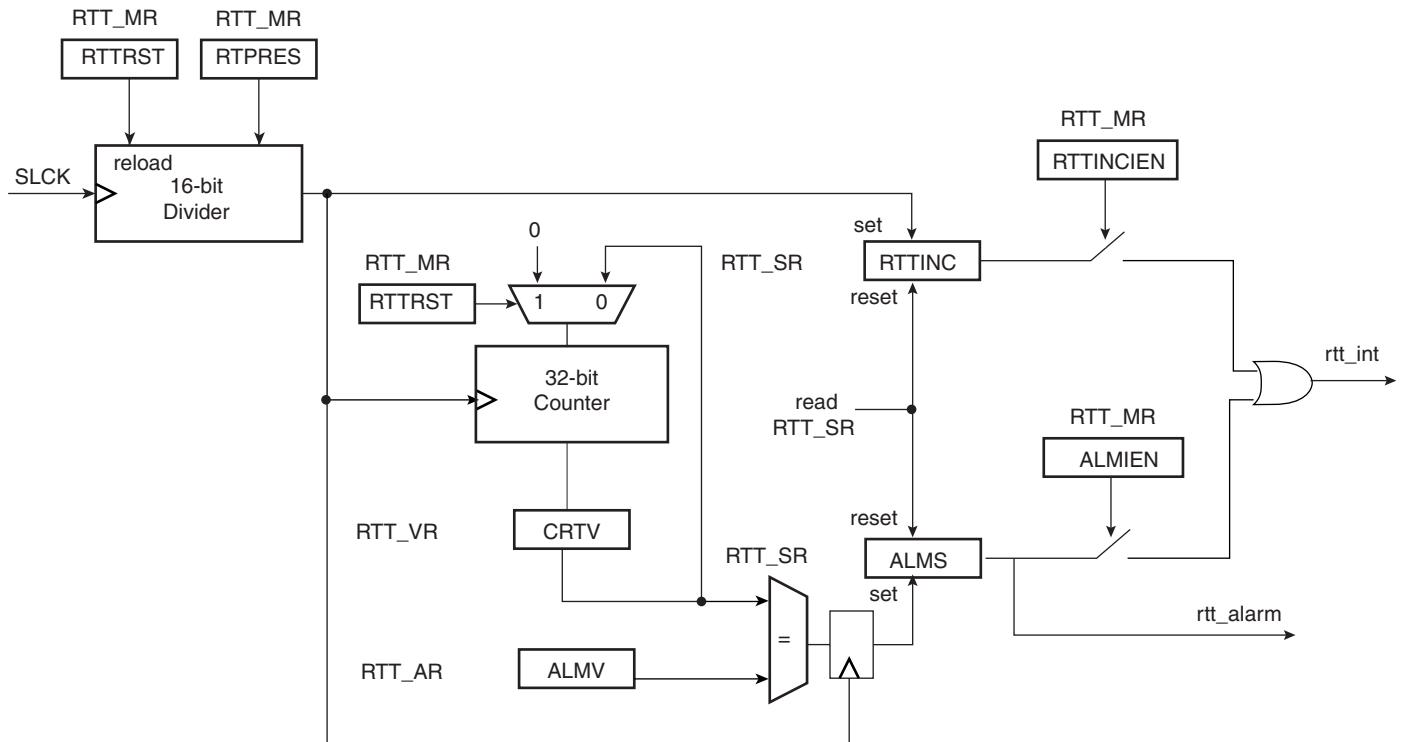 RTT_MR
RTT_MR
RTTRST
RTPRES
reload
16-bit
Divider
SLCK
RTT_MR
RTTINCIEN
0
set
RTT_MR
RTTRST
1
0
RTT_SR
RTTINC
reset
32-bit
Counter
read
RTT_SR
rtt_int
RTT_MR
ALMIEN
RTT_VR
CRTV
reset
RTT_SR
ALMS
set
=
rtt_alarm
RTT_AR
ALMV